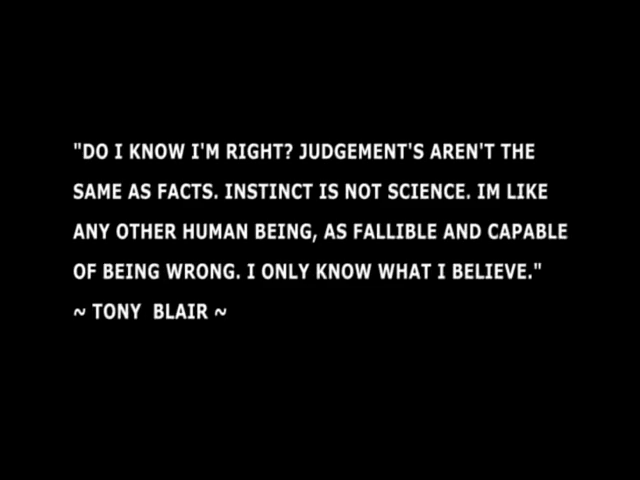 "DO I KNOW I'M RIGHT? JUDGEMENT'S AREN'T THE
SAME AS FACTS. INSTINCT IS NOT SCIENCE. IM LIKE
ANY OTHER HUMAN BEING, AS FALLIBLE AND CAPABLE
OF BEING WRONG. I ONLY KNOW WHAT I BELIEVE."
~ TONY  BLAIR ~